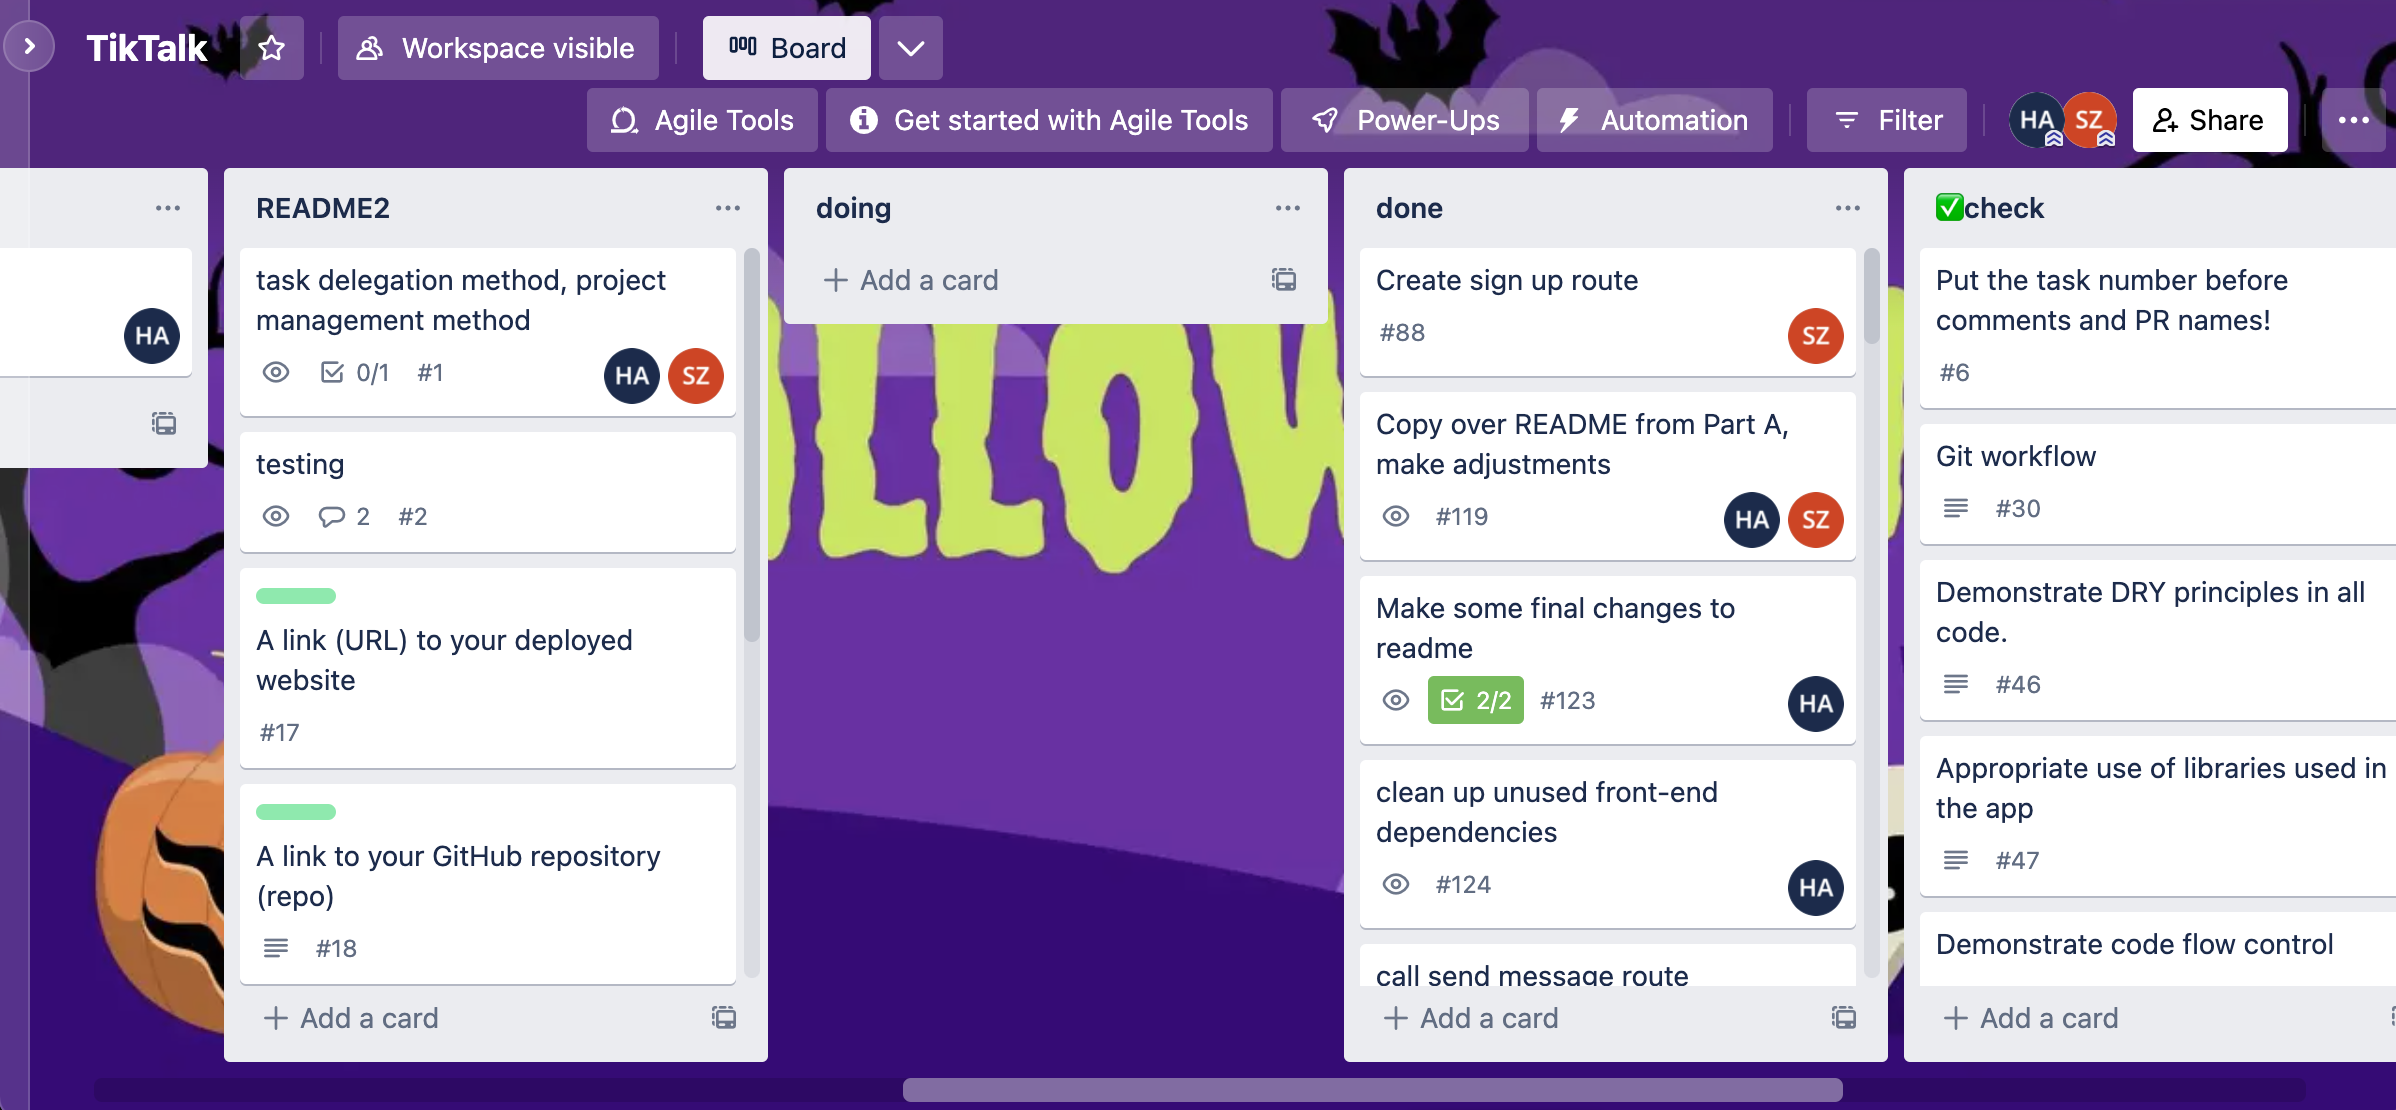 TikTalk
Workspace visible
Board
Agile Tools
Get started with Agile Tools
Power-Ups
Automation
Filter
HA
SZ
Share
HA
README2
task delegation method, project
management method
0/1 #1
HA SZ
testing
2 #2
A link (URL) to your deployed
website
#17
A link to your GitHub repository
(repo)
#18
+ Add a card
doing
+ Add a card
done
Create sign up route
#88
SZ
Copy over README from Part A,
make adjustments
#119
HA SZ
Make some final changes to
readme
2/2 #123
HA
clean up unused front-end
dependencies
#124
HA
call send message route
+ Add a card
✅check
Put the task number before
comments and PR names!
#6
Git workflow
#30
Demonstrate DRY principles in all
code.
#46
Appropriate use of libraries used in
the app
#47
Demonstrate code flow control
+ Add a card